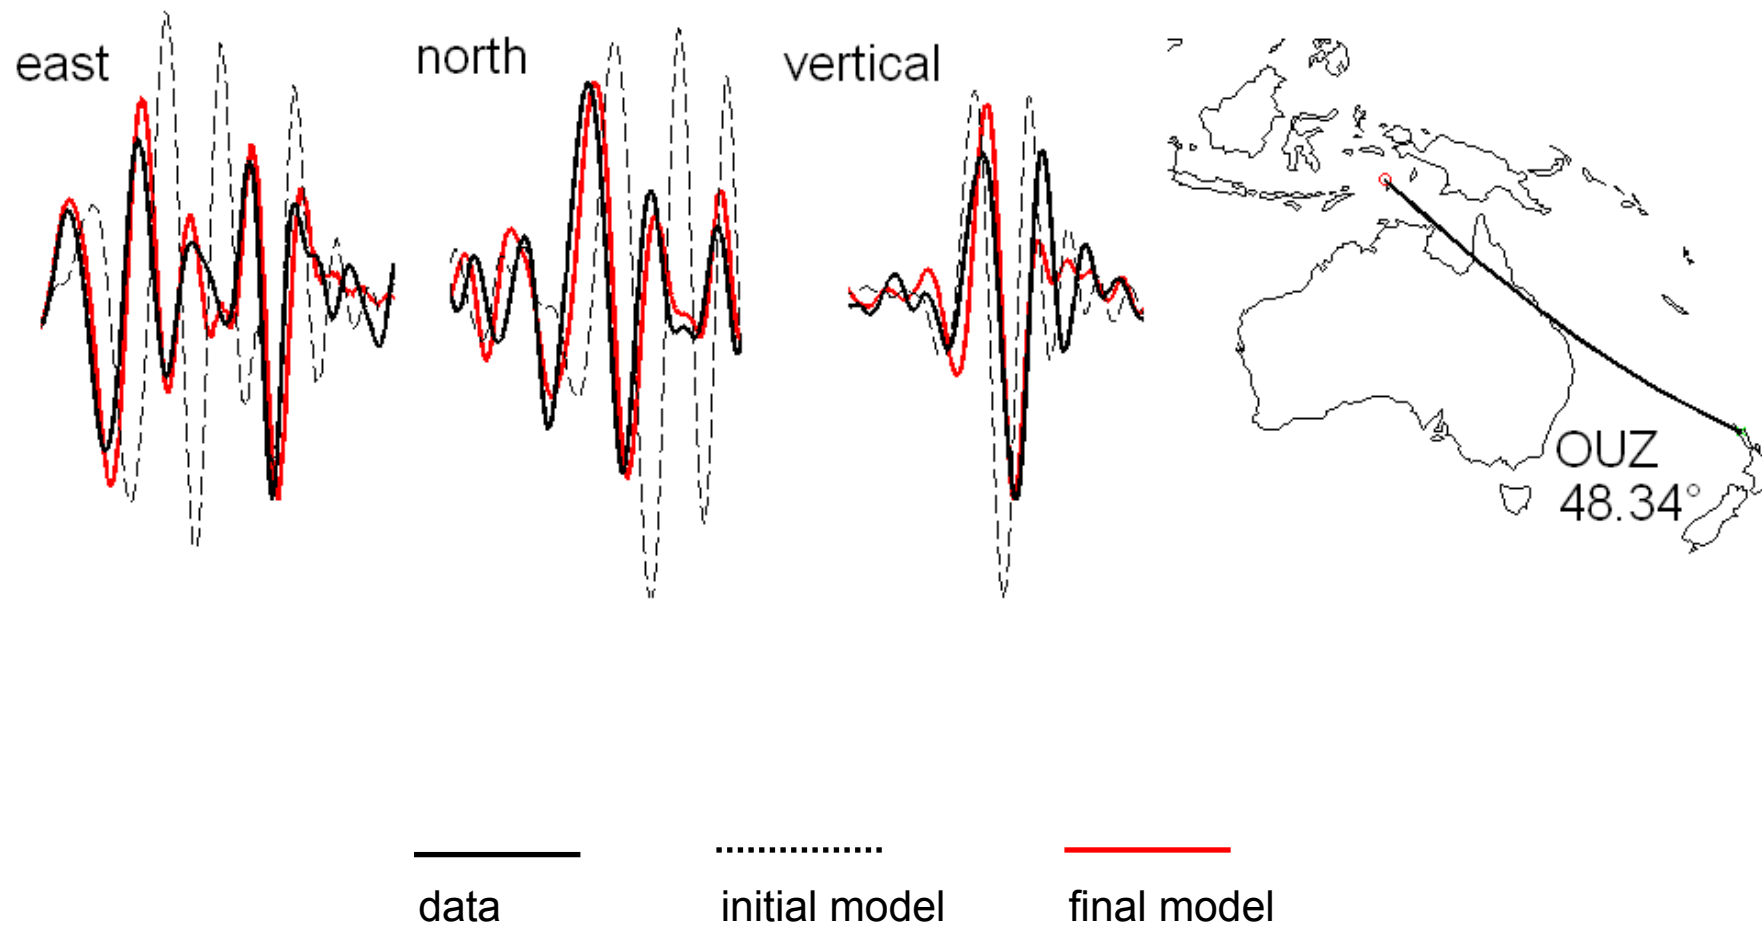 east
north
vertical
OUZ
48.34°
data
initial model
final model